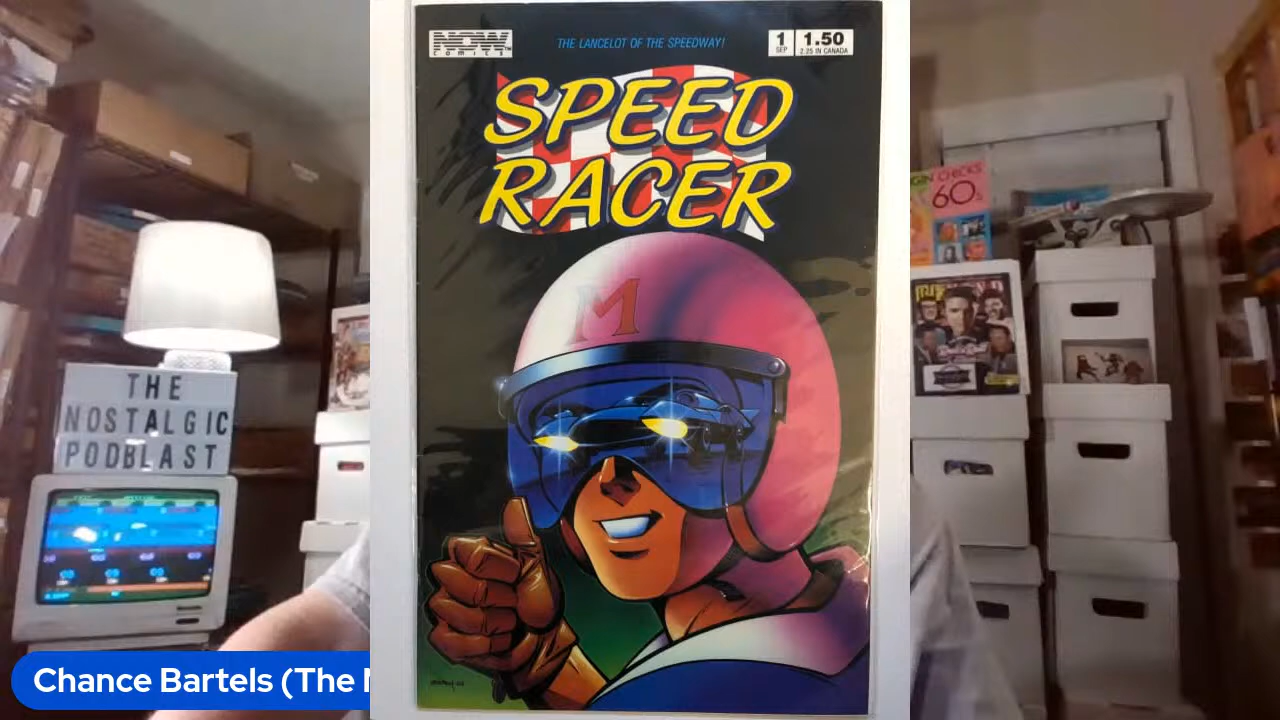 NOW
COMICS
THE LANCELOT OF THE SPEEDWAY!
1
SEP
1.50
2.25 IN CANADA
SPEED
RACER
M
THE
NOSTALGIC
PODBLAST
60s
Chance Bartels (The